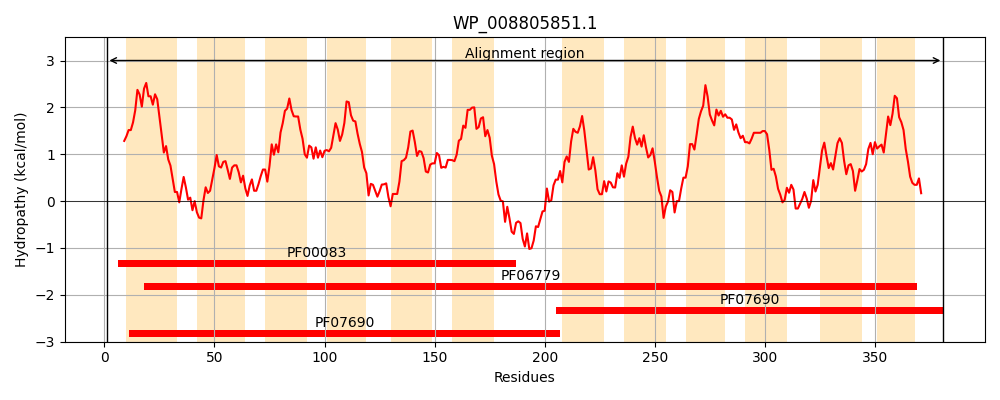 WP_008805851.1
Hydropathy (kcal/mol)
3
2
1
0
−1
−2
−3
Alignment region
PF00083
PF06779
PF07690
PF07690
0
50
100
150
200
250
300
350
Residues